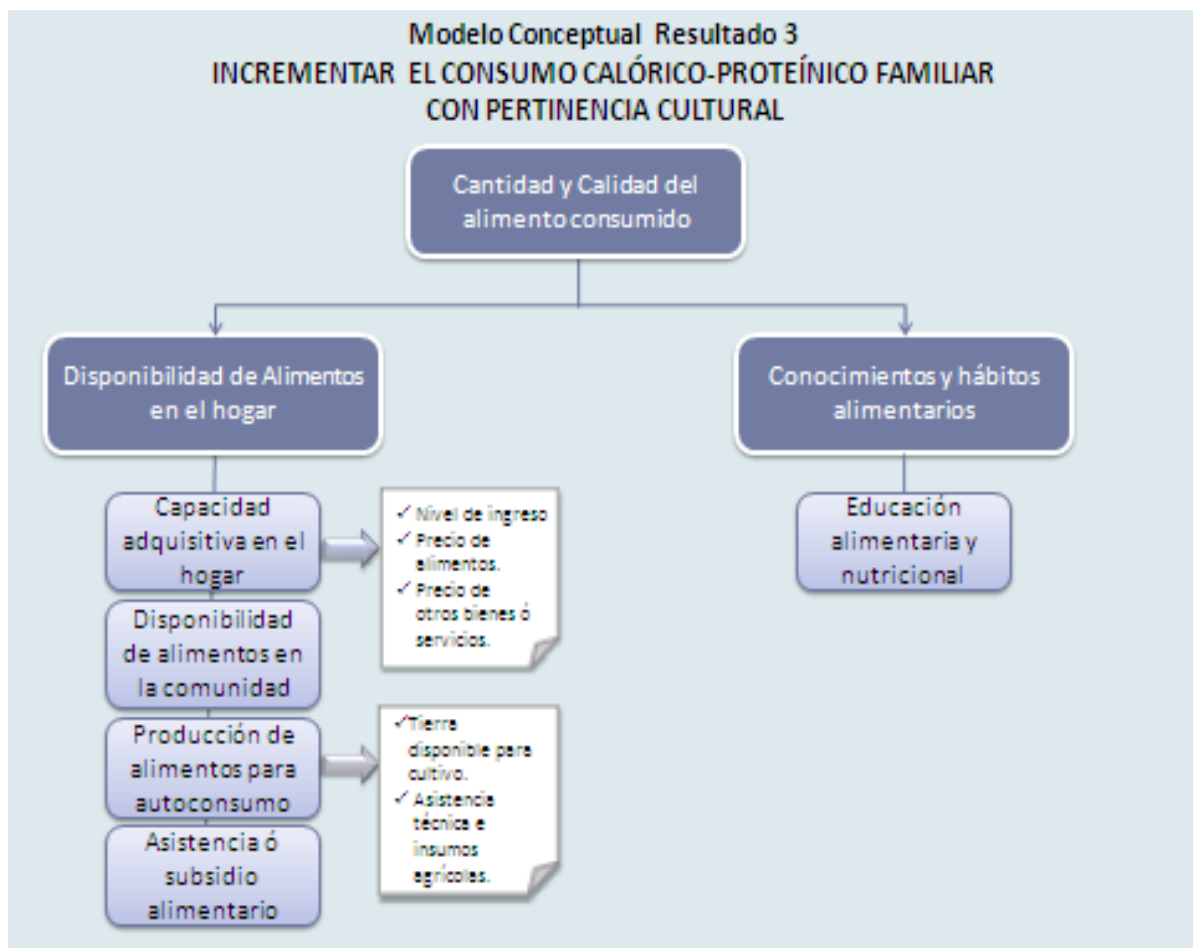 Modelo Conceptual Resultado 3
INCREMENTAR EL CONSUMO CALÓRICO-PROTEÍNICO FAMILIAR
CON PERTINENCIA CULTURAL
Cantidad y Calidad del
alimento consumido
Disponibilidad de Alimentos
en el hogar
Conocimientos y hábitos
alimentarios
Capacidad
adquisitiva en el
hogar
✓ Nivel de ingreso
✓ Precio de
alimentos.
✓ Precio de
otros bienes ó
servicios.
Educación
alimentaria y
nutricional
Disponibilidad
de alimentos en
la comunidad
Producción de
alimentos para
autoconsumo
✓Tierra
disponible para
cultivo.
✓ Asistencia
técnica e
insumos
agrícolas.
Asistencia ó
subsidio
alimentario